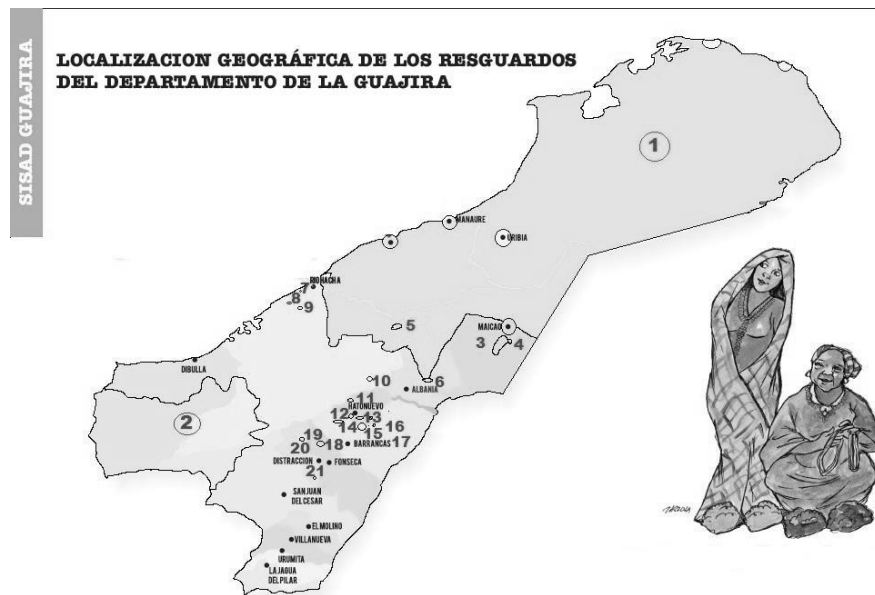 SISAD GUAJIRA
LOCALIZACION GEOGRÁFICA DE LOS RESGUARDOS
DEL DEPARTAMENTO DE LA GUAJIRA
1
MANAURE
URIBIA
7
RIOHACHA
8
9
5
MAICAO
3
4
DIBULLA
10
6
ALBANIA
11
HATONUEVO
2
12
13
14
15
16
19
20
18
BARRANCAS
17
DISTRACCION
FONSECA
21
SAN JUAN
DEL CESAR
EL MOLINO
VILLANUEVA
URUMITA
LA JAGUA
DEL PILAR